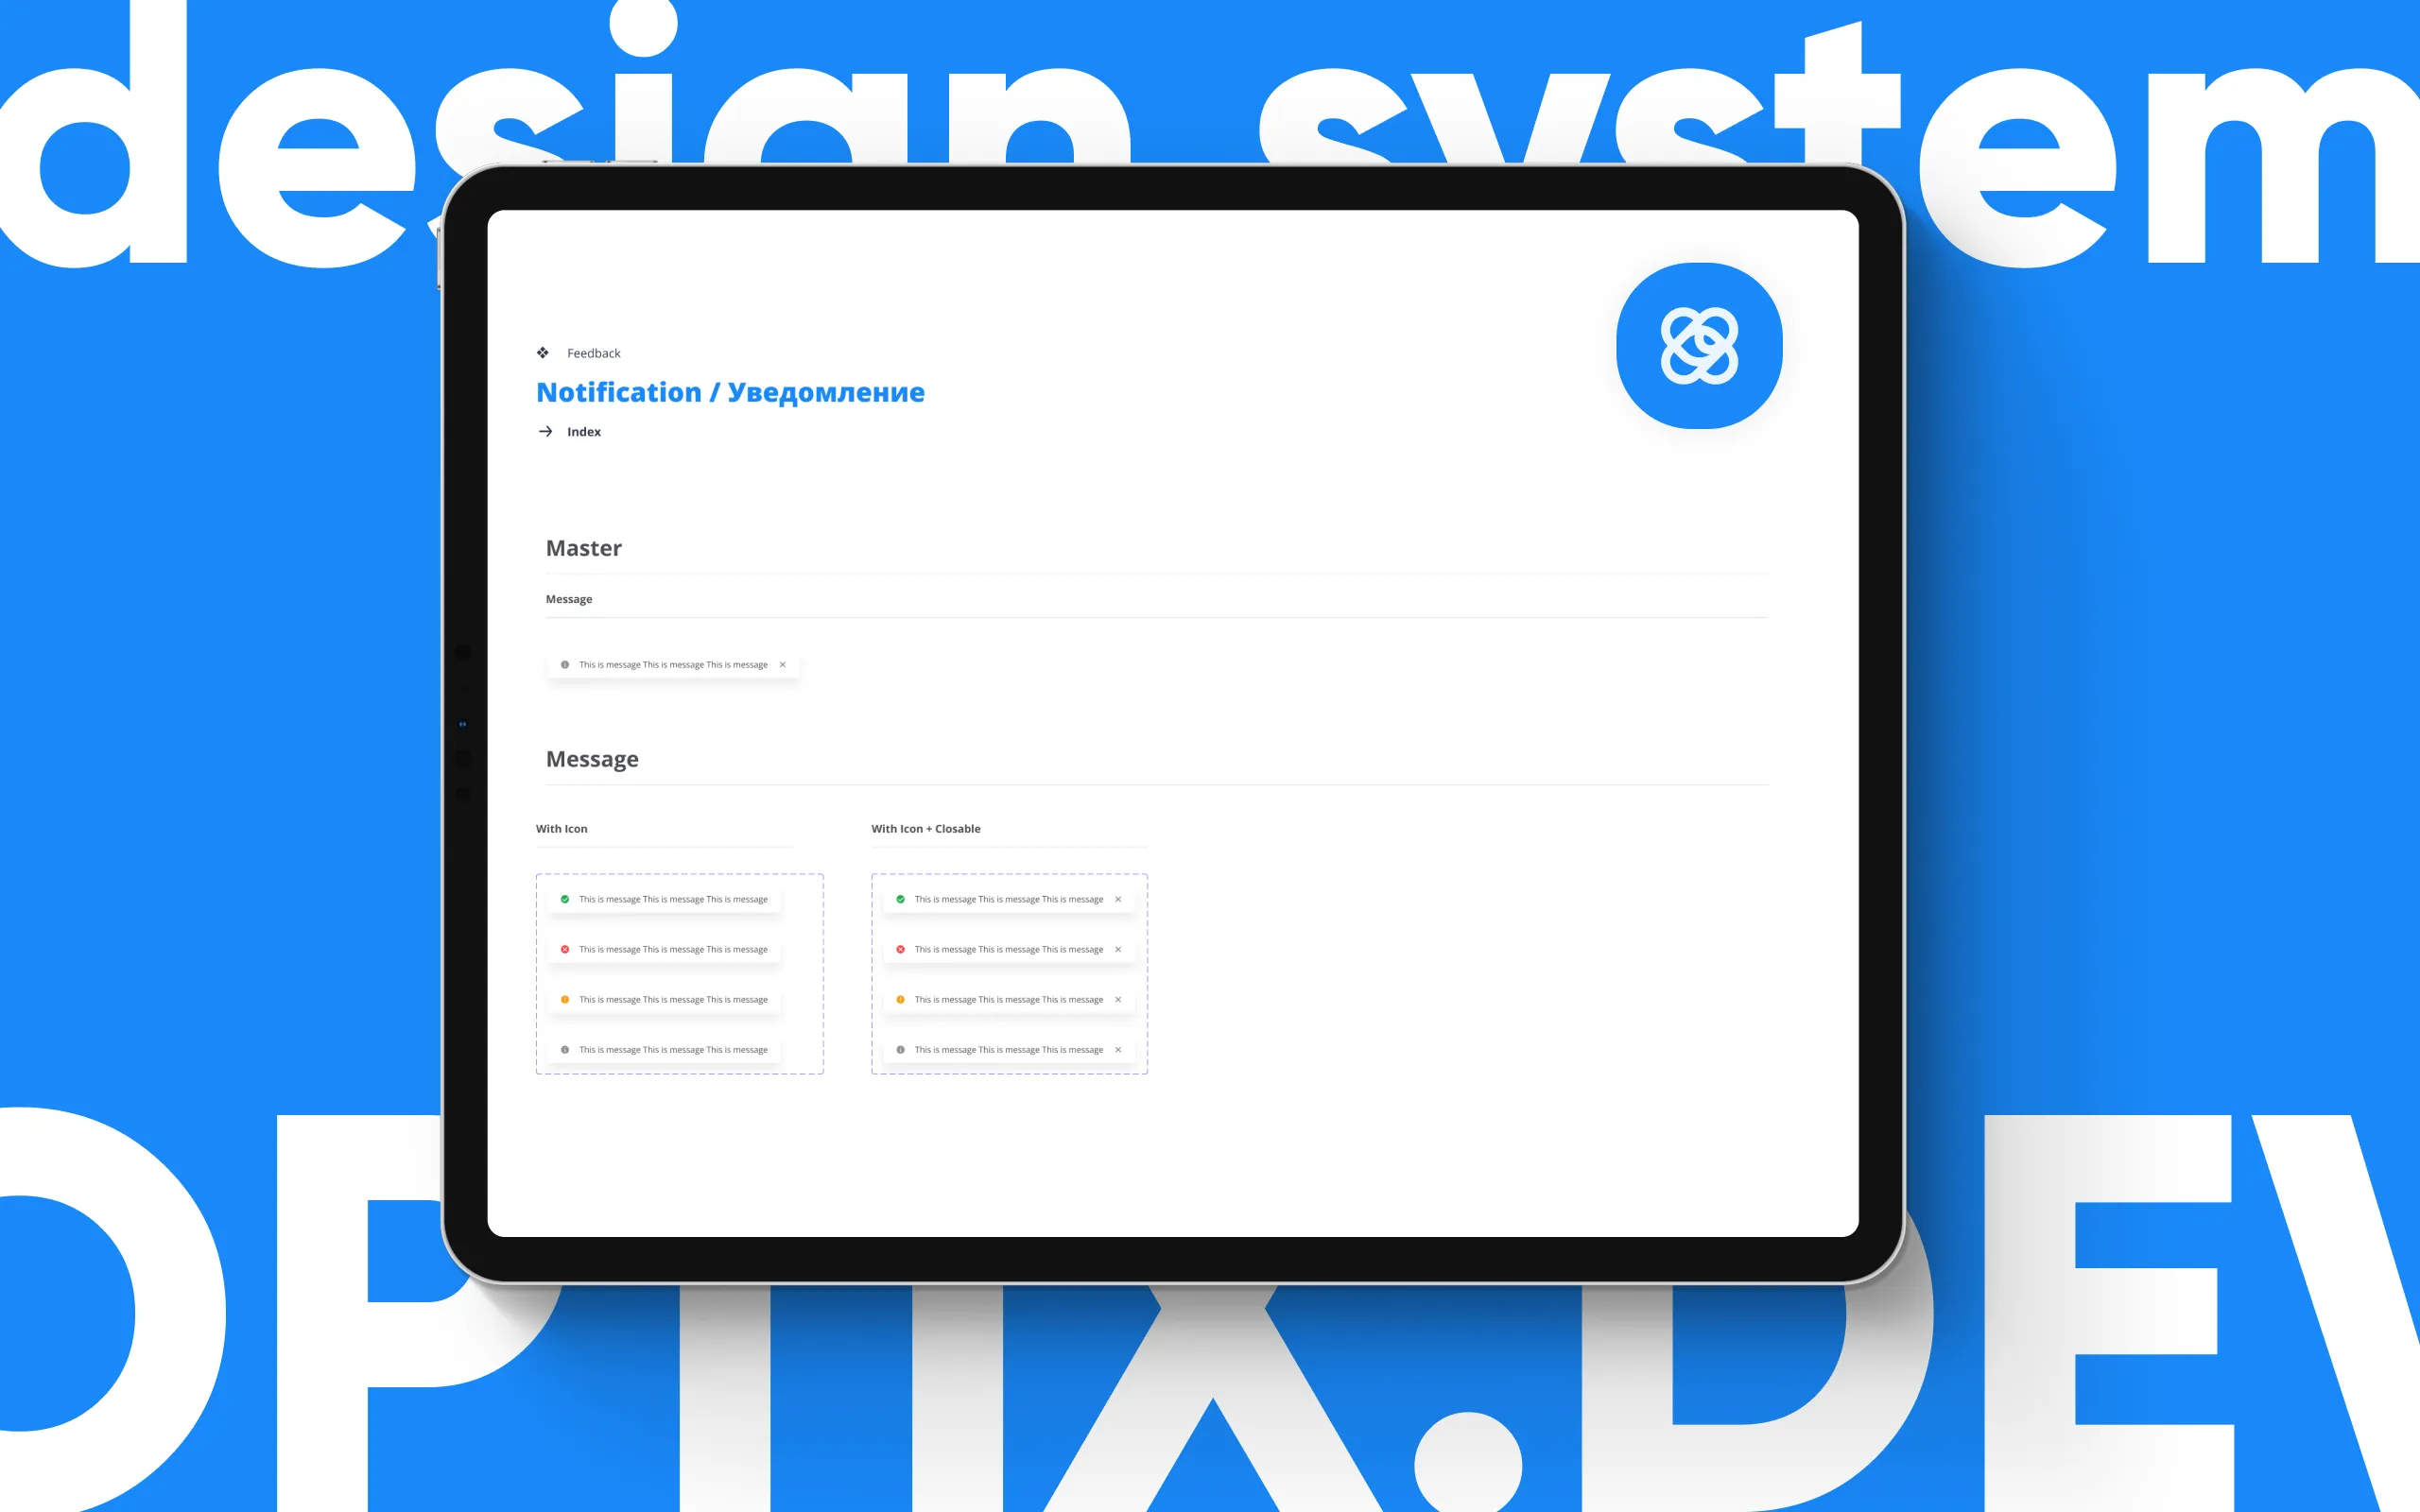 design system
Feedback
Notification / Уведомление
Index
Master
Message
This is message This is message This is message
Message
With Icon
With Icon + Closable
This is message This is message This is message
This is message This is message This is message
This is message This is message This is message
This is message This is message This is message
This is message This is message This is message
This is message This is message This is message
This is message This is message This is message
This is message This is message This is message
OPTIX.DEV